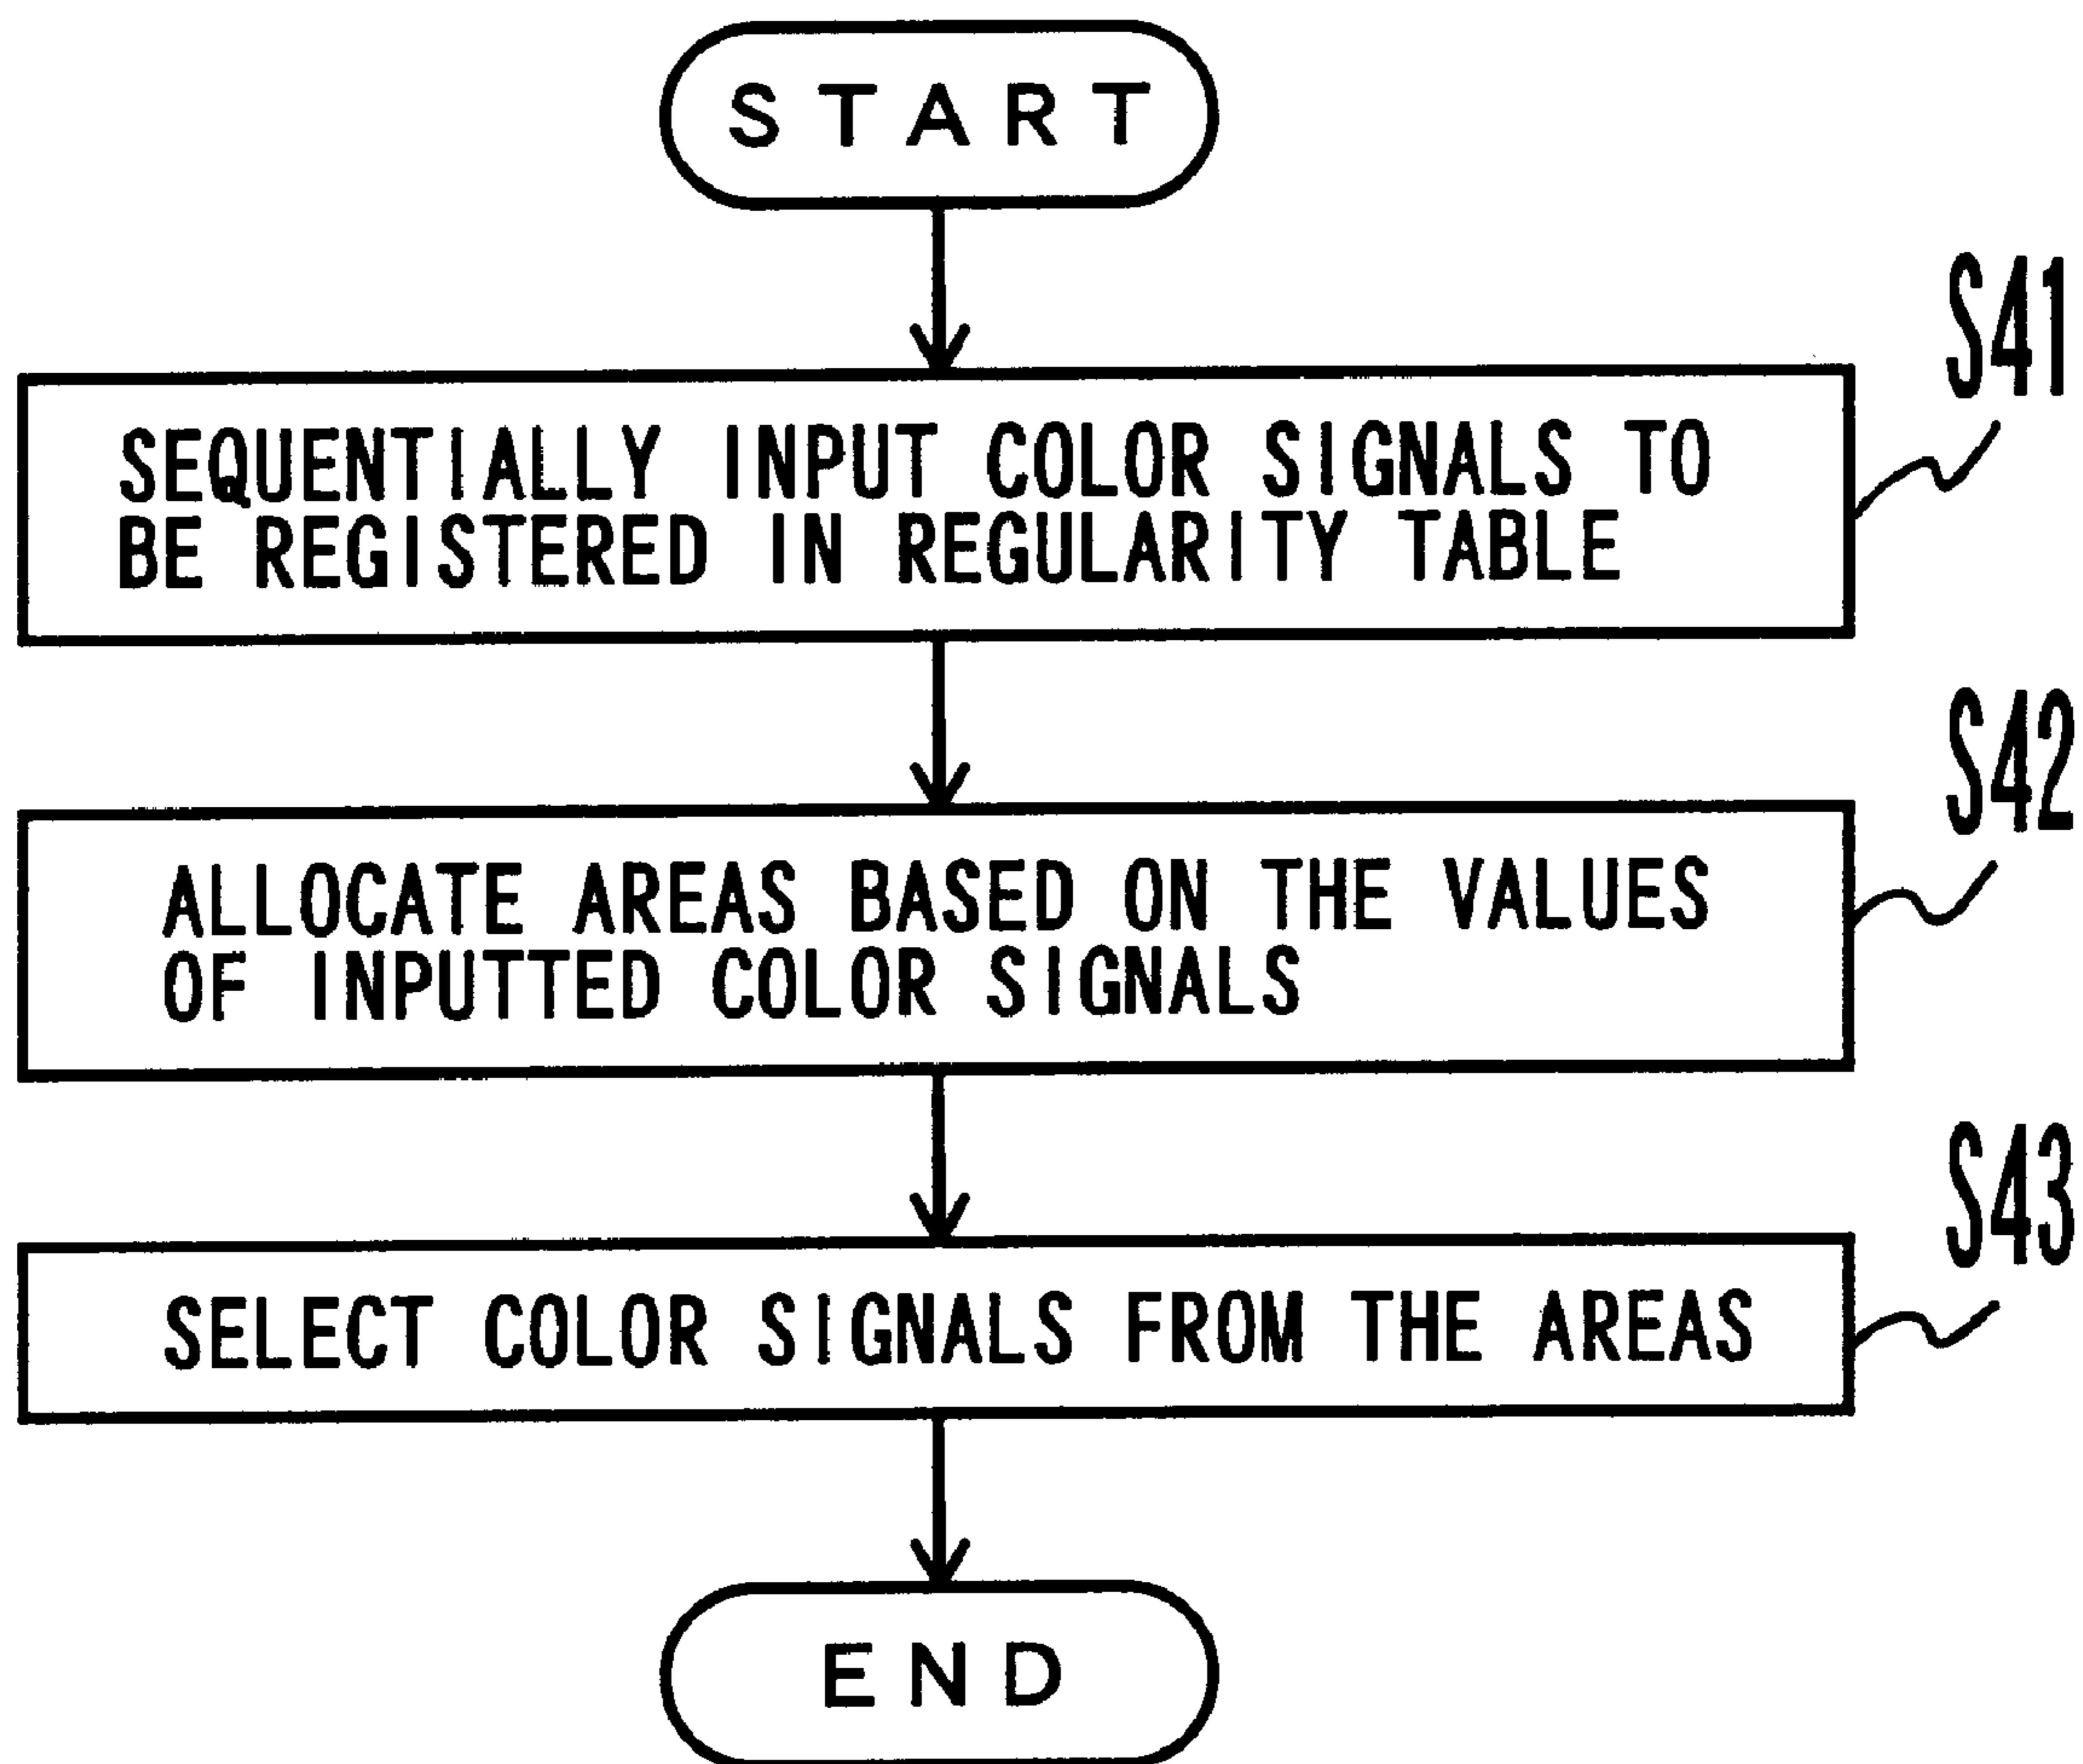 START
S41
SEQUENTIALLY INPUT COLOR SIGNALS TO
BE REGISTERED IN REGULARITY TABLE
S42
ALLOCATE AREAS BASED ON THE VALUES
OF INPUTTED COLOR SIGNALS
S43
SELECT COLOR SIGNALS FROM THE AREAS
END